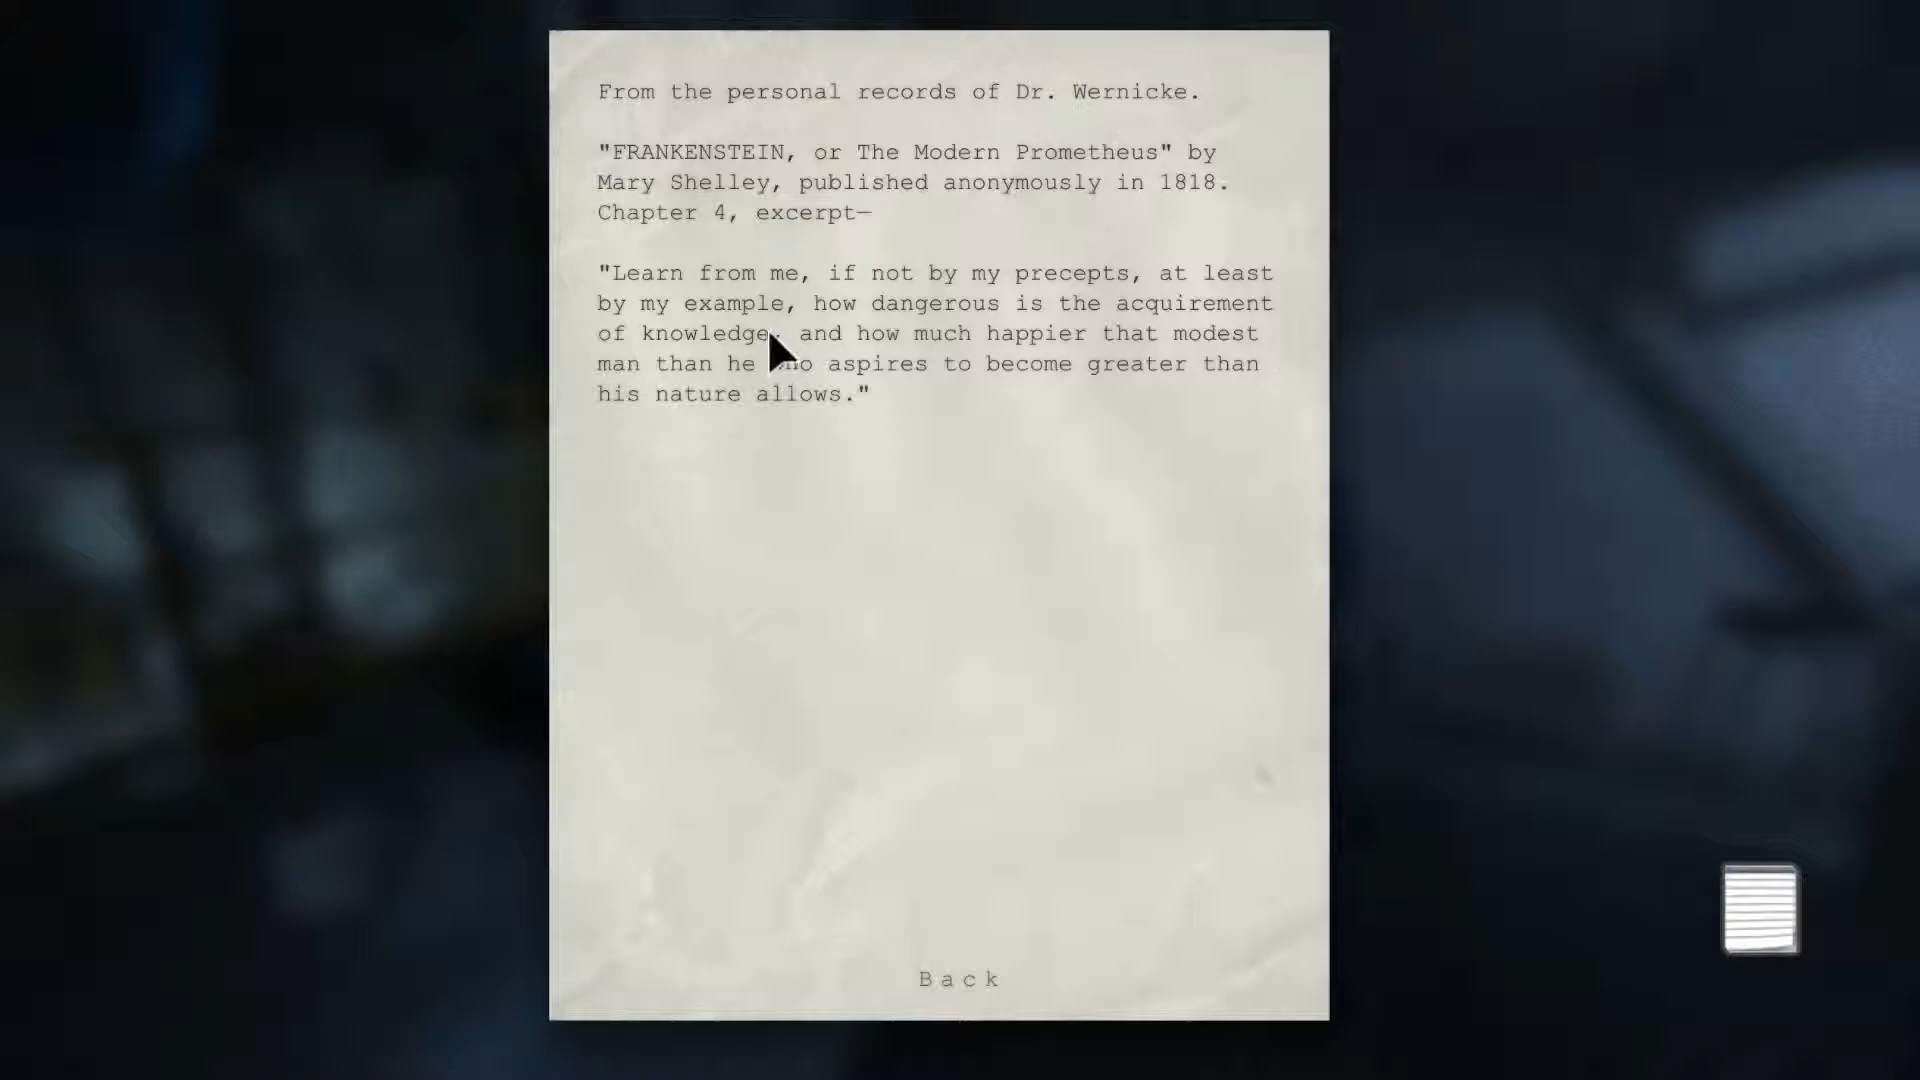 From the personal records of Dr. Wernicke.
"FRANKENSTEIN, or The Modern Prometheus" by
Mary Shelley, published anonymously in 1818.
Chapter 4, excerpt—
"Learn from me, if not by my precepts, at least
by my example, how dangerous is the acquirement
of knowledge, and how much happier that modest
man than he aspires to become greater than
his nature allows."
Back